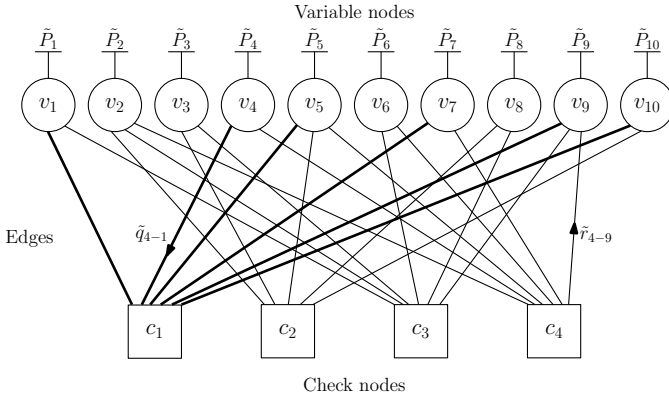 Variable nodes
P̃₁ P̃₂ P̃₃ P̃₄ P̃₅ P̃₆ P̃₇ P̃₈ P̃₉ P̃₁₀
v₁ v₂ v₃ v₄ v₅ v₆ v₇ v₈ v₉ v₁₀
Edges q̃₄₋₁ r̃₄₋₉
c₁ c₂ c₃ c₄
Check nodes